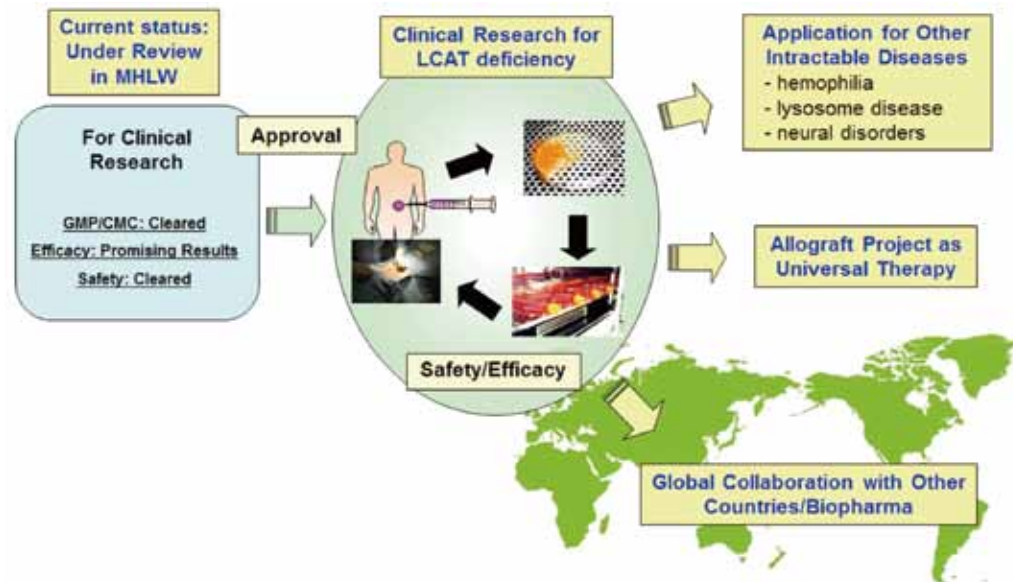 Current status:
Under Review
in MHLW
For Clinical
Research
GMP/CMC: Cleared
Efficacy: Promising Results
Safety: Cleared
Approval
Clinical Research for
LCAT deficiency
Safety/Efficacy
Application for Other
Intractable Diseases
- hemophilia
- lysosome disease
- neural disorders
Allograft Project as
Universal Therapy
Global Collaboration with Other
Countries/Biopharma